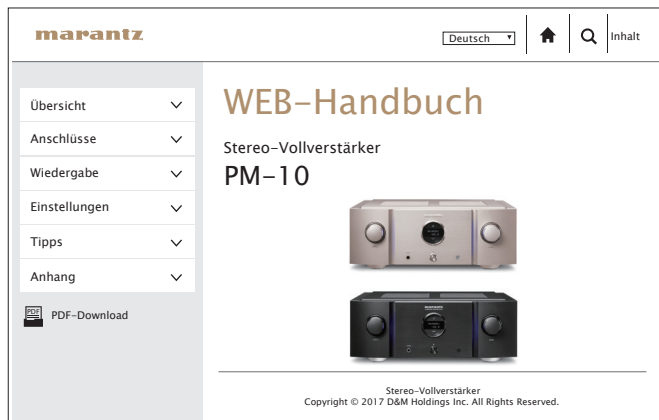 marantz
Deutsch
Inhalt
Übersicht
Anschlüsse
Wiedergabe
Einstellungen
Tipps
Anhang
PDF
PDF-Download
WEB-Handbuch
Stereo-Vollverstärker
PM-10
marantz
Stereo-Vollverstärker
Copyright © 2017 D&M Holdings Inc. All Rights Reserved.